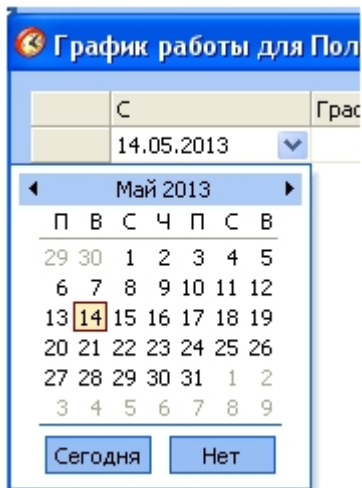 График работы для Пол
С Граф
14.05.2013
Май 2013
П В С Ч П С В
29 30 1 2 3 4 5
6 7 8 9 10 11 12
13 14 15 16 17 18 19
20 21 22 23 24 25 26
27 28 29 30 31 1 2
3 4 5 6 7 8 9
Сегодня Нет